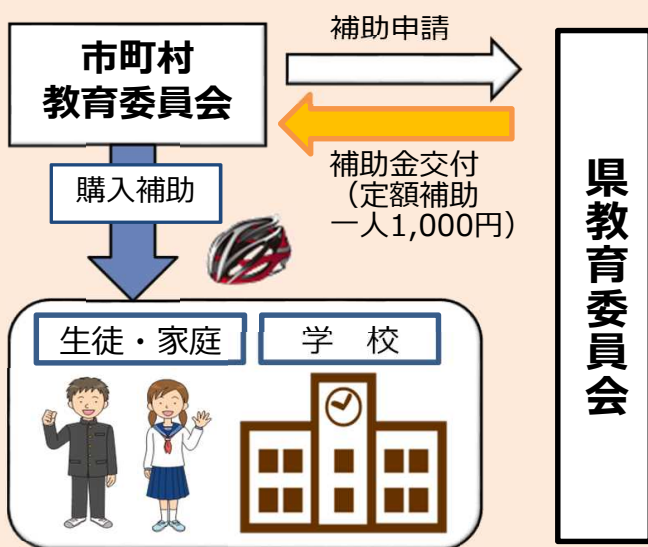 市町村
教育委員会
補助申請
補助金交付
（定額補助
一人1,000円）
購入補助
生徒・家庭
学　校
県教育委員会